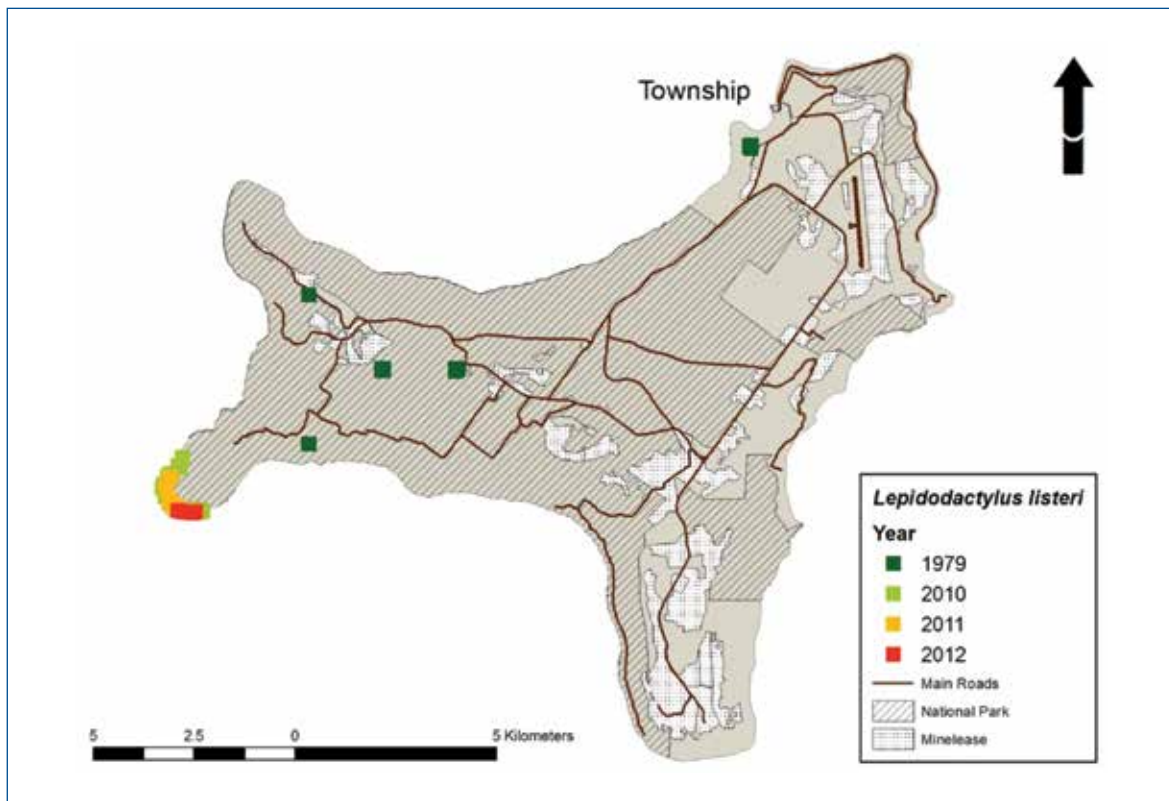 Township
Lepidodactylus listeri
Year
1979
2010
2011
2012
Main Roads
National Park
Minelease
5 2.5 0 5 Kilometers